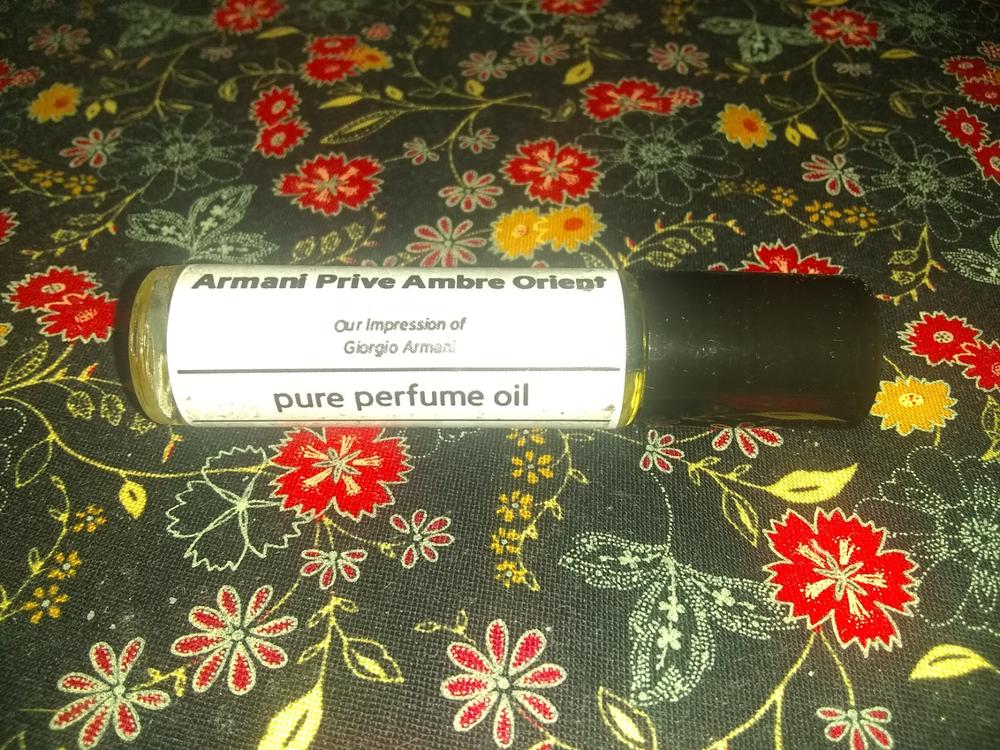 Armani Prive Ambre Orient
Our Impression of
Giorgio Armani
pure perfume oil